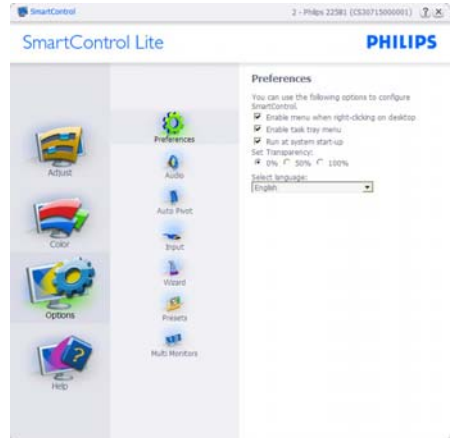 SmartControl
2 - Philips 225B1 (CS30715000001)
SmartControl Lite
PHILIPS
Adjust
Color
Options
Help
Preferences
Audio
Auto Pivot
Input
Wizard
Presets
Multi Monitors
Preferences
You can use the following options to configure
SmartControl.
Enable menu when right-clicking on desktop
Enable task tray menu
Run at system start-up
Set Transparency:
0% 50% 100%
Select language:
English